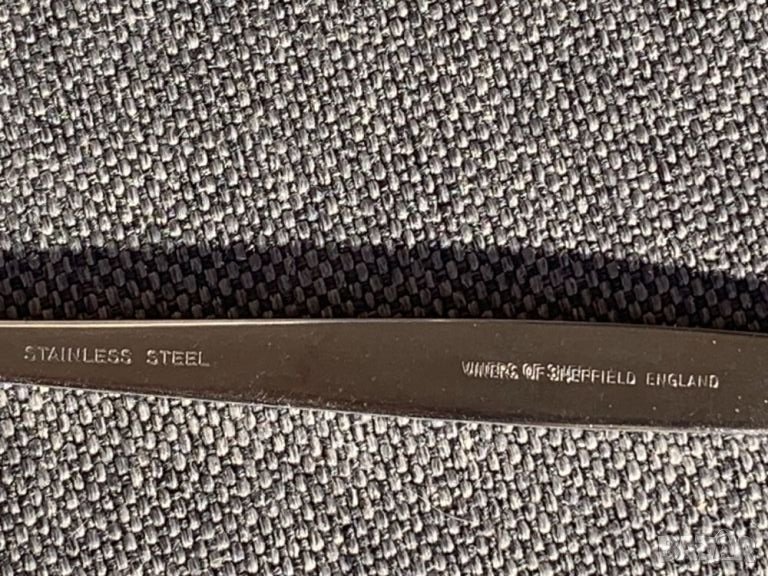 STAINLESS STEEL
VINERS OF SHEFFIELD ENGLAND